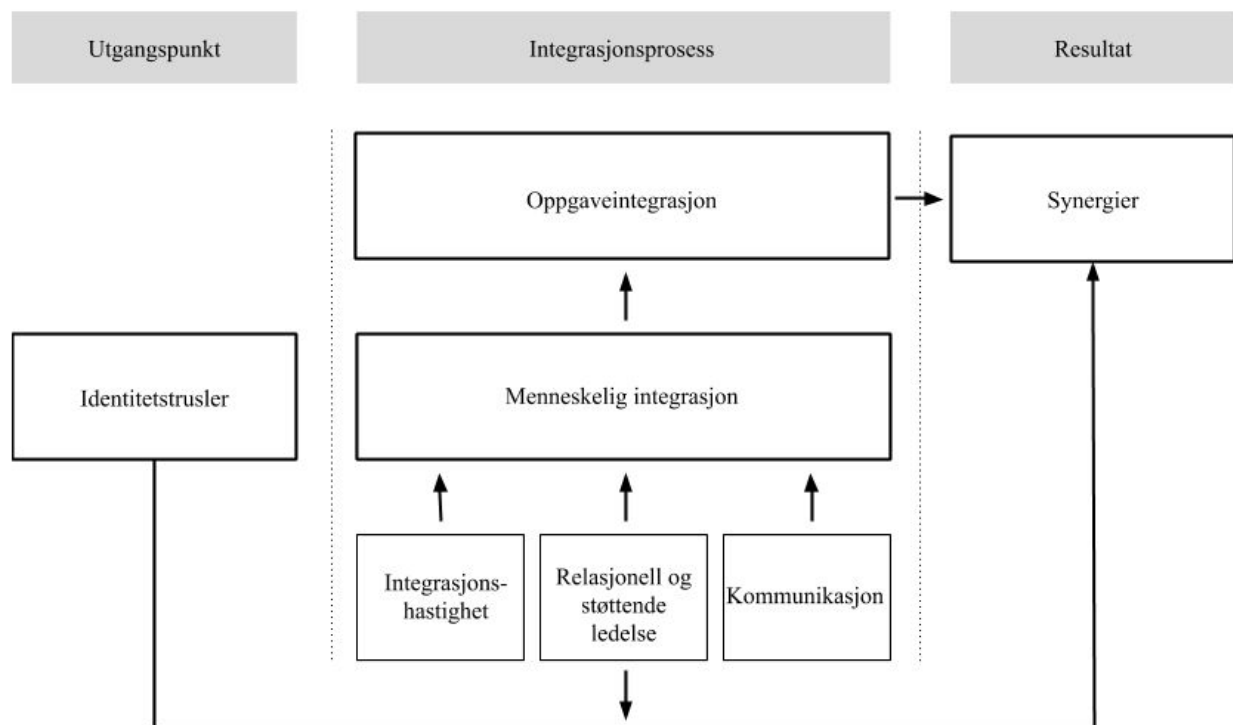 Utgangspunkt
Integrasjonsprosess
Resultat
Oppgaveintegrasjon
Synergier
Identitetstrusler
Menneskelig integrasjon
Integrasjons-
hastighet
Relasjonell og
støttende
ledelse
Kommunikasjon